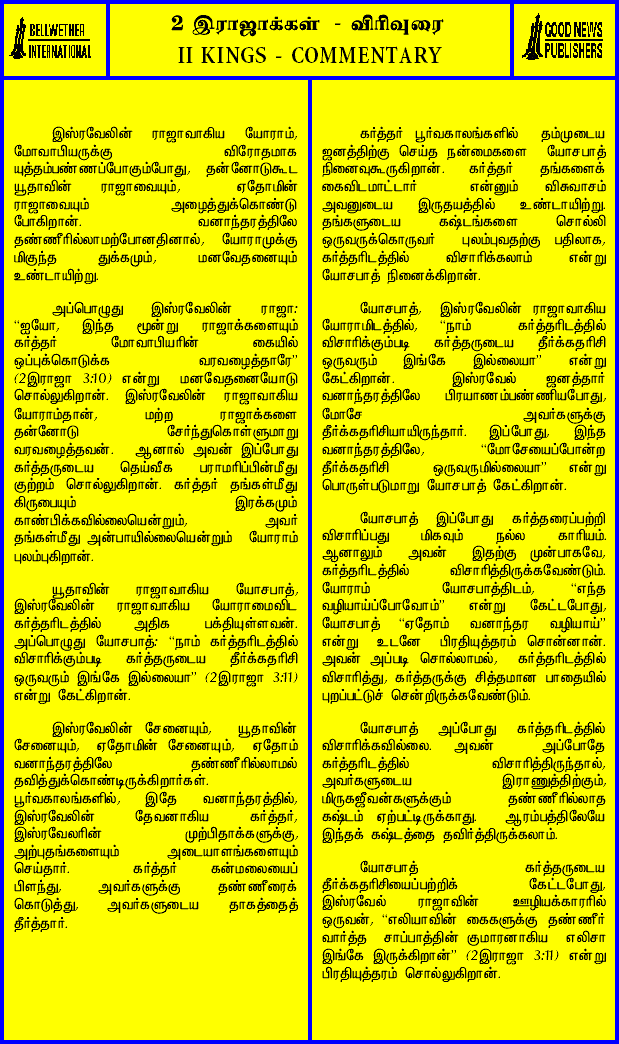 BELLWETHER
INTERNATIONAL
2 இராஜாக்கள் - விரிவுரை
II KINGS - COMMENTARY
GOOD NEWS
PUBLISHERS
இஸ்ரவேலின் ராஜாவாகிய யோராம்,
மோவாபியருக்கு விரோதமாக
யுத்தம்பண்ணப்போகும்போது, தன்னோடுகூட
யூதாவின் ராஜாவையும், ஏதோமின்
ராஜாவையும் அழைத்துக்கொண்டு
போகிறான். வனாந்தரத்திலே
தண்ணீரில்லாமற்போனதினால், யோராமுக்கு
மிகுந்த துக்கமும், மனவேதனையும்
உண்டாயிற்று.
அப்பொழுது இஸ்ரவேலின் ராஜா:
“ஐயோ, இந்த மூன்று ராஜாக்களையும்
கர்த்தர் மோவாபியரின் கையில்
ஒப்புக்கொடுக்க வரவழைத்தாரே”
(2இராஜா 3:10) என்று மனவேதனையோடு
சொல்லுகிறான். இஸ்ரவேலின் ராஜாவாகிய
யோராம்தான், மற்ற ராஜாக்களை
தன்னோடு சேர்ந்துகொள்ளுமாறு
வரவழைத்தவன். ஆனால் அவன் இப்போது
கர்த்தருடைய தெய்வீக பராமரிப்பின்மீது
குற்றம் சொல்லுகிறான். கர்த்தர் தங்கள்மீது
கிருபையும் இரக்கமும்
காண்பிக்கவில்லையென்றும், அவர்
தங்கள்மீது அன்பாயில்லையென்றும் யோராம்
புலம்புகிறான்.
யூதாவின் ராஜாவாகிய யோசபாத்,
இஸ்ரவேலின் ராஜாவாகிய யோராமைவிட
கர்த்தரிடத்தில் அதிக பக்தியுள்ளவன்.
அப்பொழுது யோசபாத்: “நாம் கர்த்தரிடத்தில்
விசாரிக்கும்படி கர்த்தருடைய தீர்க்கதரிசி
ஒருவரும் இங்கே இல்லையா” (2இராஜா 3:11)
என்று கேட்கிறான்.
இஸ்ரவேலின் சேனையும், யூதாவின்
சேனையும், ஏதோமின் சேனையும், ஏதோம்
வனாந்தரத்திலே தண்ணீரில்லாமல்
தவித்துக்கொண்டிருக்கிறார்கள்.
பூர்வகாலங்களில், இதே வனாந்தரத்தில்,
இஸ்ரவேலின் தேவனாகிய கர்த்தர்,
இஸ்ரவேலரின் முற்பிதாக்களுக்கு,
அற்புதங்களையும் அடையாளங்களையும்
செய்தார். கர்த்தர் கன்மலையைப்
பிளந்து, அவர்களுக்கு தண்ணீரைக்
கொடுத்து, அவர்களுடைய தாகத்தைத்
தீர்த்தார்.
கர்த்தர் பூர்வகாலங்களில் தம்முடைய
ஜனத்திற்கு செய்த நன்மைகளை யோசபாத்
நினைவுகூருகிறான். கர்த்தர் தங்களைக்
கைவிடமாட்டார் என்னும் விசுவாசம்
அவனுடைய இருதயத்தில் உண்டாயிற்று.
தங்களுடைய கஷ்டங்களை சொல்லி
ஒருவருக்கொருவர் புலம்புவதற்கு பதிலாக,
கர்த்தரிடத்தில் விசாரிக்கலாம் என்று
யோசபாத் நினைக்கிறான்.
யோசபாத், இஸ்ரவேலின் ராஜாவாகிய
யோராமிடத்தில், “நாம் கர்த்தரிடத்தில்
விசாரிக்கும்படி கர்த்தருடைய தீர்க்கதரிசி
ஒருவரும் இங்கே இல்லையா” என்று
கேட்கிறான். இஸ்ரவேல் ஜனத்தார்
வனாந்தரத்திலே பிரயாணம்பண்ணியபோது,
மோசே அவர்களுக்கு
தீர்க்கதரிசியாயிருந்தார். இப்போது, இந்த
வனாந்தரத்திலே, “மோசேயைப்போன்ற
தீர்க்கதரிசி ஒருவருமில்லையா” என்று
பொருள்படுமாறு யோசபாத் கேட்கிறான்.
யோசபாத் இப்போது கர்த்தரைப்பற்றி
விசாரிப்பது மிகவும் நல்ல காரியம்.
ஆனாலும் அவன் இதற்கு முன்பாகவே,
கர்த்தரிடத்தில் விசாரித்திருக்கவேண்டும்.
யோராம் யோசபாத்திடம், “எந்த
வழியாய்ப்போவோம்” என்று கேட்டபோது,
யோசபாத் “ஏதோம் வனாந்தர வழியாய்”
என்று உடனே பிரதியுத்தரம் சொன்னான்.
அவன் அப்படி சொல்லாமல், கர்த்தரிடத்தில்
விசாரித்து, கர்த்தருக்கு சித்தமான பாதையில்
புறப்பட்டுச் சென்றிருக்கவேண்டும்.
யோசபாத் அப்போது கர்த்தரிடத்தில்
விசாரிக்கவில்லை. அவன் அப்போதே
கர்த்தரிடத்தில் விசாரித்திருந்தால்,
அவர்களுடைய இராணுத்திற்கும்,
மிருகஜீவன்களுக்கும் தண்ணீரில்லாத
கஷ்டம் ஏற்பட்டிருக்காது. ஆரம்பத்திலேயே
இந்தக் கஷ்டத்தை தவிர்த்திருக்கலாம்.
யோசபாத் கர்த்தருடைய
தீர்க்கதரிசியைப்பற்றிக் கேட்டபோது,
இஸ்ரவேல் ராஜாவின் ஊழியக்காரரில்
ஒருவன், “எலியாவின் கைகளுக்கு தண்ணீர்
வார்த்த சாப்பாத்தின் குமாரனாகிய எலிசா
இங்கே இருக்கிறான்” (2இராஜா 3:11) என்று
பிரதியுத்தரம் சொல்லுகிறான்.